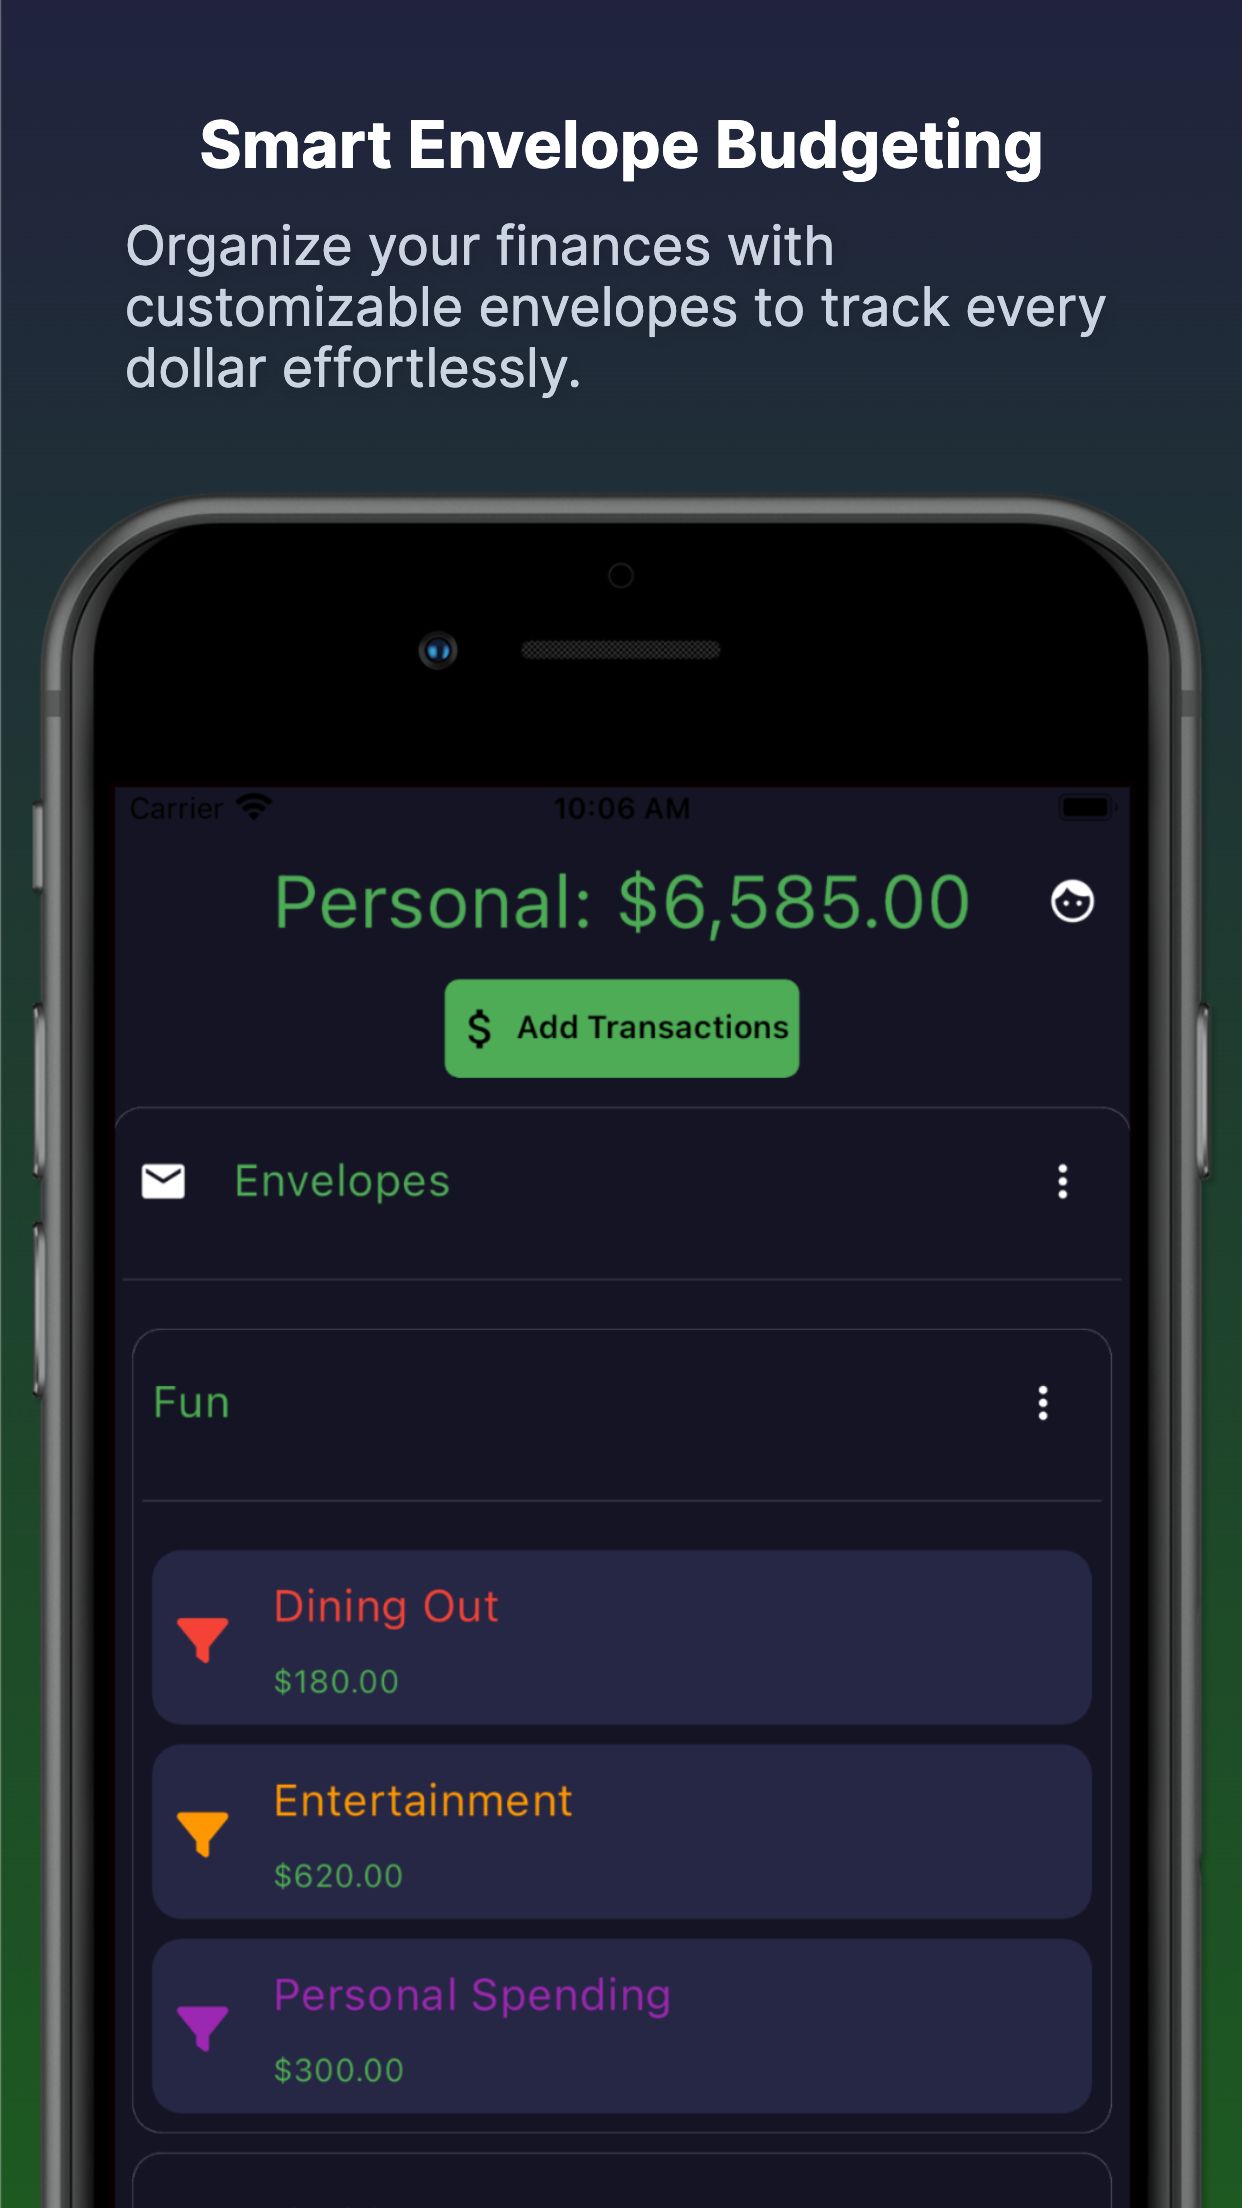 Smart Envelope Budgeting
Organize your finances with
customizable envelopes to track every
dollar effortlessly.
Carrier
10:06 AM
Personal: $6,585.00
$ Add Transactions
Envelopes
Fun
Dining Out
$180.00
Entertainment
$620.00
Personal Spending
$300.00